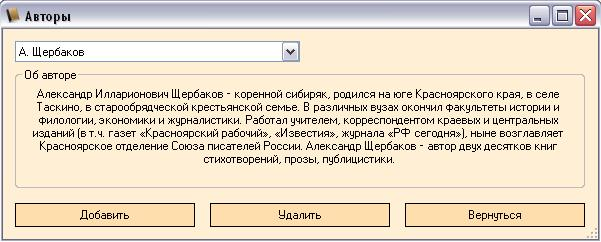 Авторы
А. Щербаков
Об авторе
Александр Илларионович Щербаков - коренной сибиряк, родился на юге Красноярского края, в селе
Таскино, в старообрядческой крестьянской семье. В различных вузах окончил факультеты истории и
филологии, экономики и журналистики. Работал учителем, корреспондентом краевых и центральных
изданий (в т.ч. газет «Красноярский рабочий», «Известия», журнала «РФ сегодня»), ныне возглавляет
Красноярское отделение Союза писателей России. Александр Щербаков - автор двух десятков книг
стихотворений, прозы, публицистики.
Добавить Удалить Вернуться